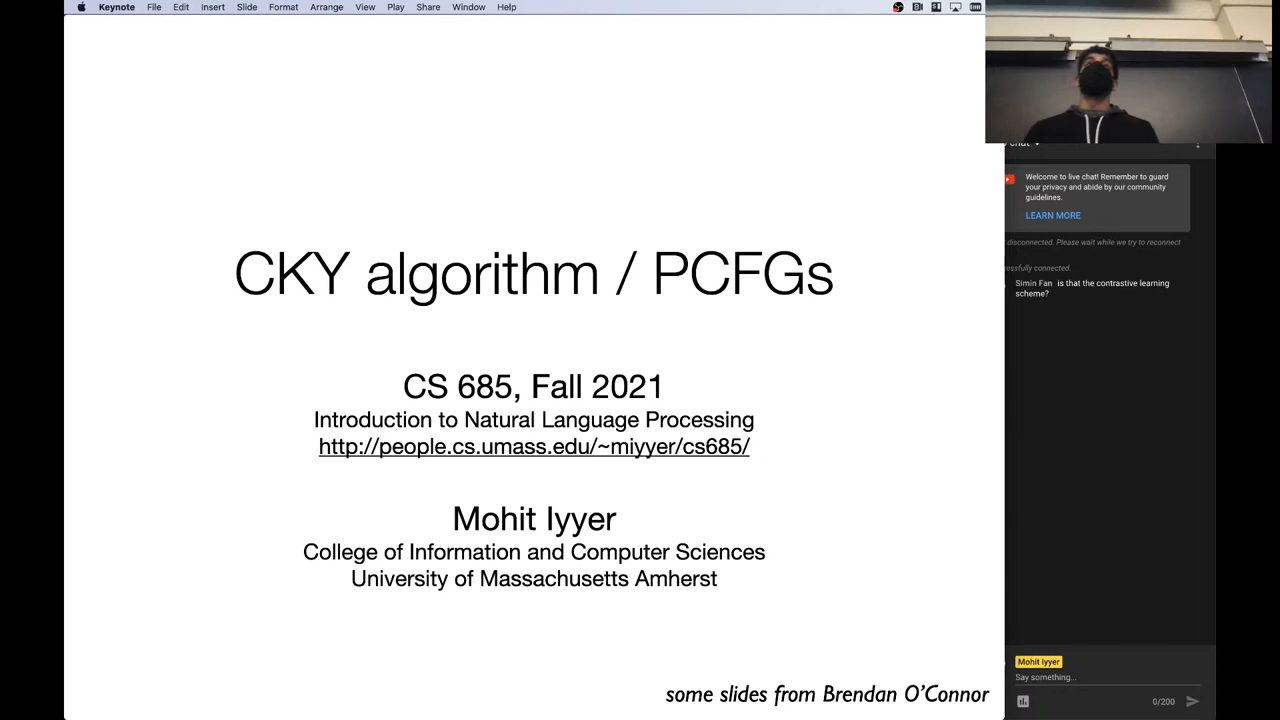 Keynote File Edit Insert Slide Format Arrange View Play Share Window Help
CKY algorithm / PCFGs
CS 685, Fall 2021
Introduction to Natural Language Processing
http://people.cs.umass.edu/~miyyer/cs685/
Mohit Iyyer
College of Information and Computer Sciences
University of Massachusetts Amherst
some slides from Brendan O'Connor
chat
Welcome to live chat! Remember to guard
your privacy and abide by our community
guidelines.
LEARN MORE
disconnected. Please wait while we try to reconnect
essfully connected.
Simin Fan is that the contrastive learning
scheme?
Mohit Iyyer
Say something...
0/200